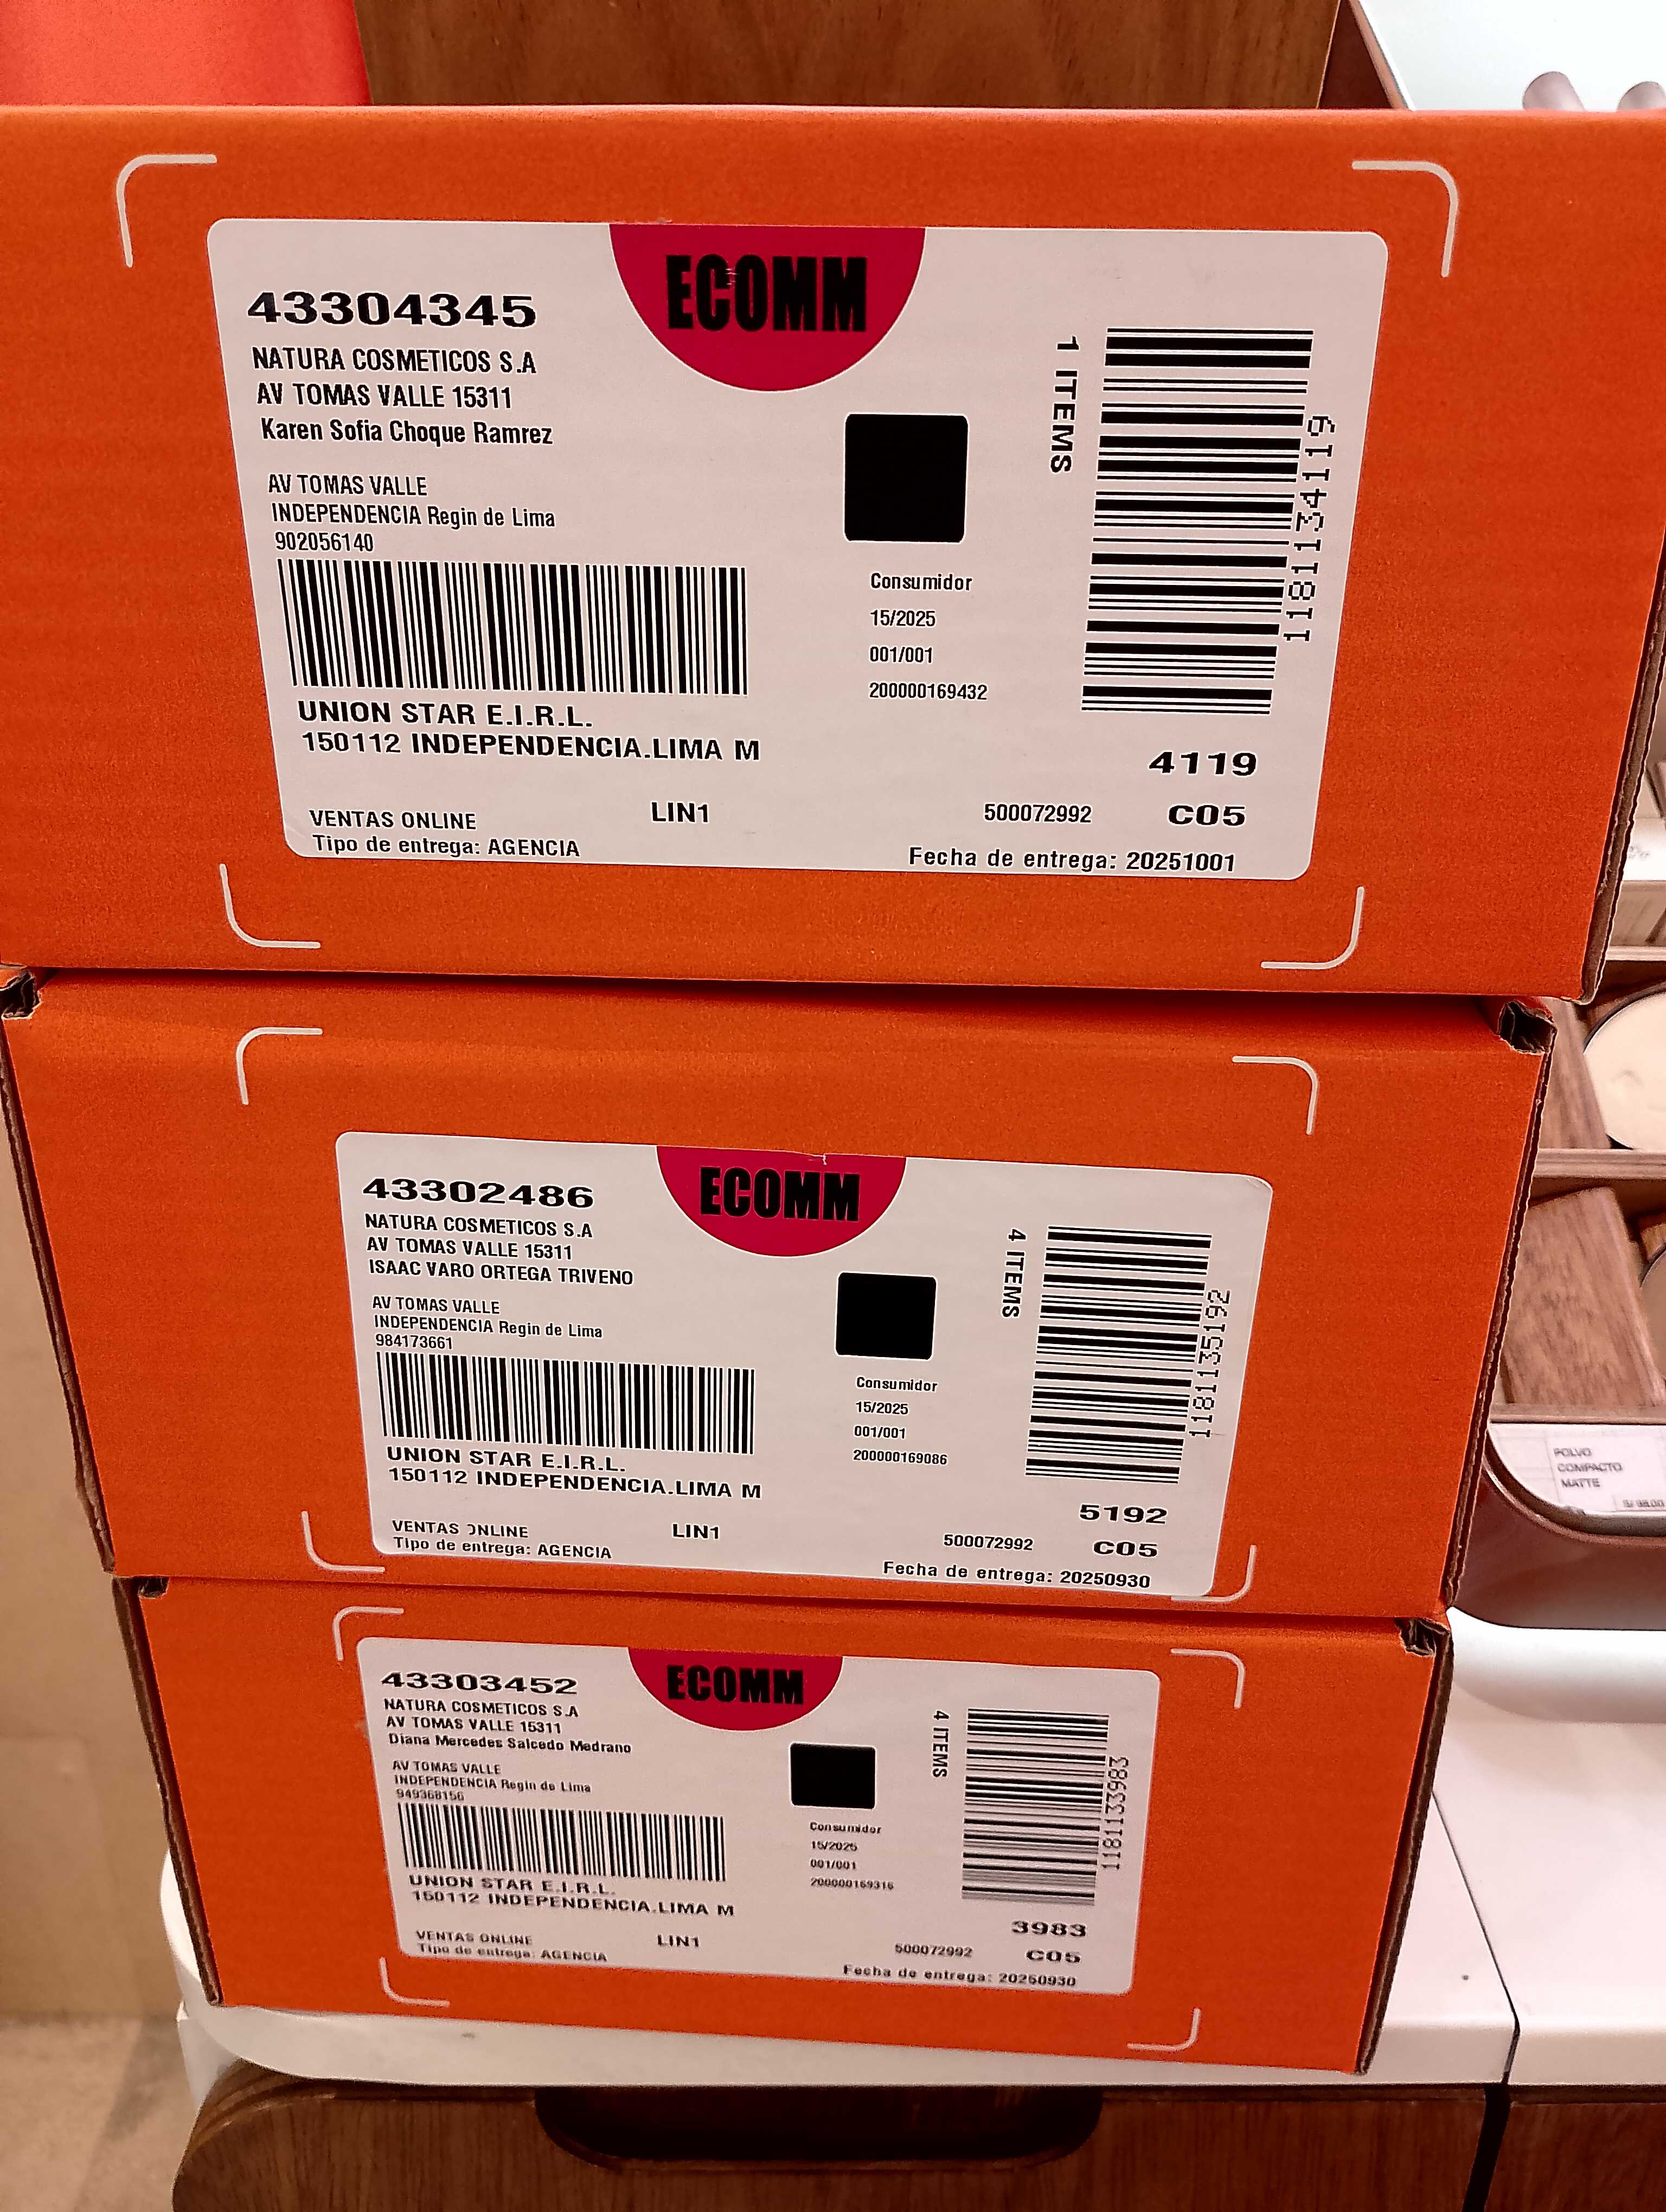 ECOMM
43304345
NATURA COSMETICOS S.A
AV TOMAS VALLE 15311
Karen Sofia Choque Ramrez
AV TOMAS VALLE
INDEPENDENCIA Regin de Lima
902056140
UNION STAR E.I.R.L.
150112 INDEPENDENCIA.LIMA M
VENTAS ONLINE
LIN1
Tipo de entrega: AGENCIA
Consumidor
15/2025
001/001
200000169432
1 ITEMS
1181134119
4119
500072992
C05
Fecha de entrega: 20251001
ECOMM
43302486
NATURA COSMETICOS S.A
AV TOMAS VALLE 15311
ISAAC VARO ORTEGA TRIVENO
AV TOMAS VALLE
INDEPENDENCIA Regin de Lima
984173661
UNION STAR E.I.R.L.
150112 INDEPENDENCIA.LIMA M
VENTAS ONLINE
LIN1
Tipo de entrega: AGENCIA
Consumidor
15/2025
001/001
200000169086
4 ITEMS
1181135192
5192
500072992
C05
Fecha de entrega: 20250930
ECOMM
43303452
NATURA COSMETICOS S.A
AV TOMAS VALLE 15311
Diana Mercedes Salcedo Medrano
AV TOMAS VALLE
INDEPENDENCIA Regin de Lima
949368156
UNION STAR E.I.R.L.
150112 INDEPENDENCIA.LIMA M
VENTAS ONLINE
LIN1
Tipo de entrega: AGENCIA
Consumidor
15/2025
001/001
200000169316
4 ITEMS
1181133983
3983
500072992
C05
Fecha de entrega: 20250930
POLVO
COMPACTO
MATTE